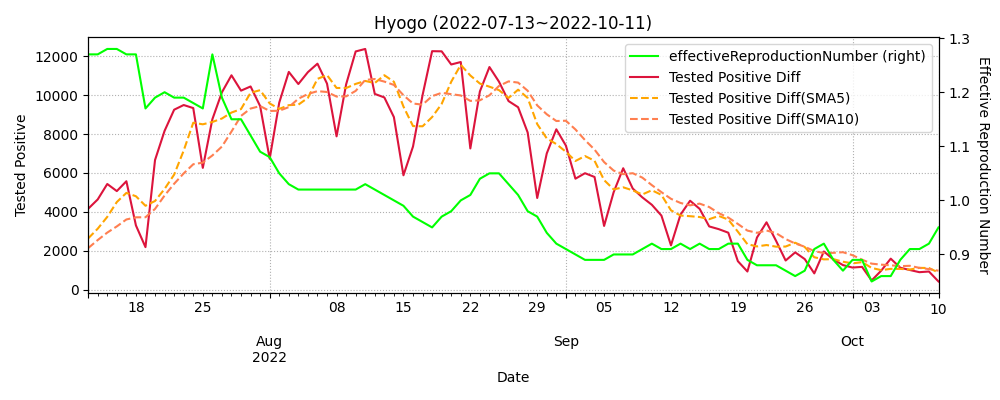 Hyogo (2022-07-13~2022-10-11)
effectiveReproductionNumber (right)
Tested Positive Diff
Tested Positive Diff(SMA5)
Tested Positive Diff(SMA10)
Tested Positive
12000
10000
8000
6000
4000
2000
0
1.3
1.2
1.1
1.0
0.9
Effective Reproduction Number
18 25 08 15 22 29 05 12 19 26 03 10
Aug Sep Oct
2022
Date